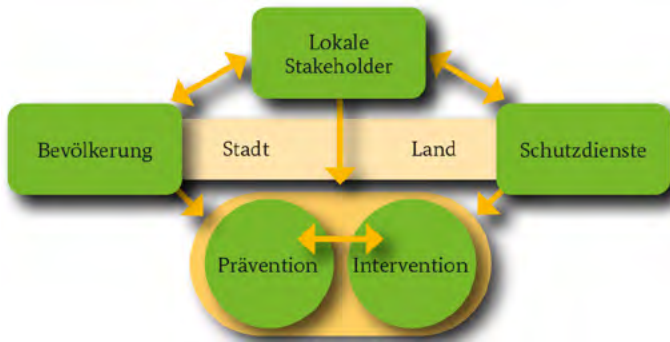 Lokale
Stakeholder
Bevölkerung
Stadt
Land
Schutzdienste
Prävention
Intervention